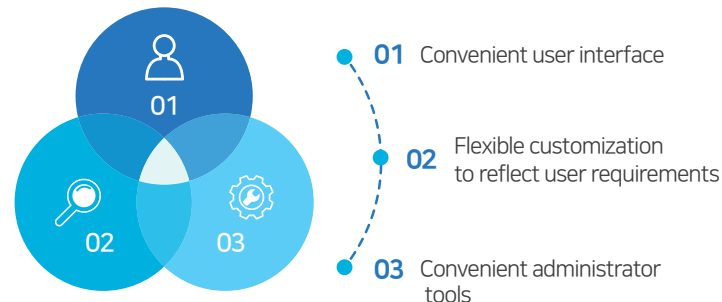 01
02
03
01 Convenient user interface
02 Flexible customization
to reflect user requirements
03 Convenient administrator
tools